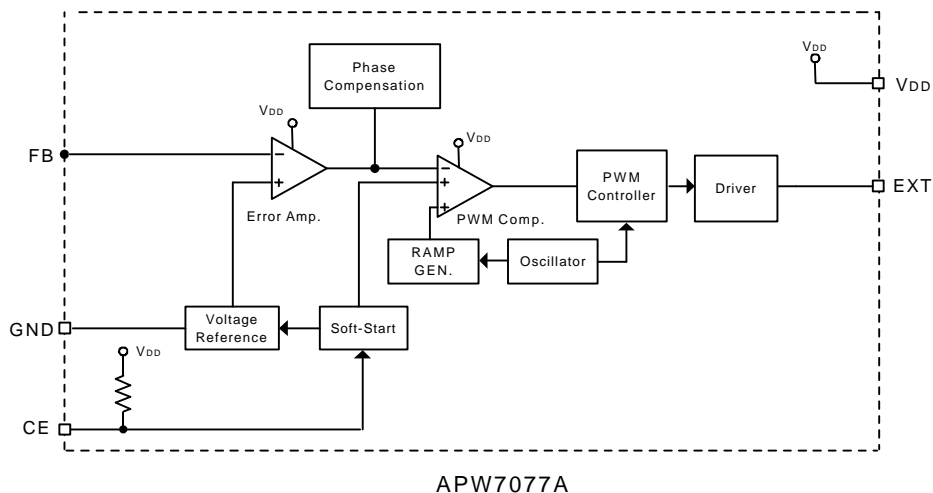 VDD
VDD
Phase
Compensation
VDD
FB
−
+
Error Amp.
VDD
−
+
+
PWM Comp.
PWM
Controller
Driver
EXT
RAMP
GEN.
Oscillator
GND
Voltage
Reference
Soft-Start
VDD
CE
APW7077A